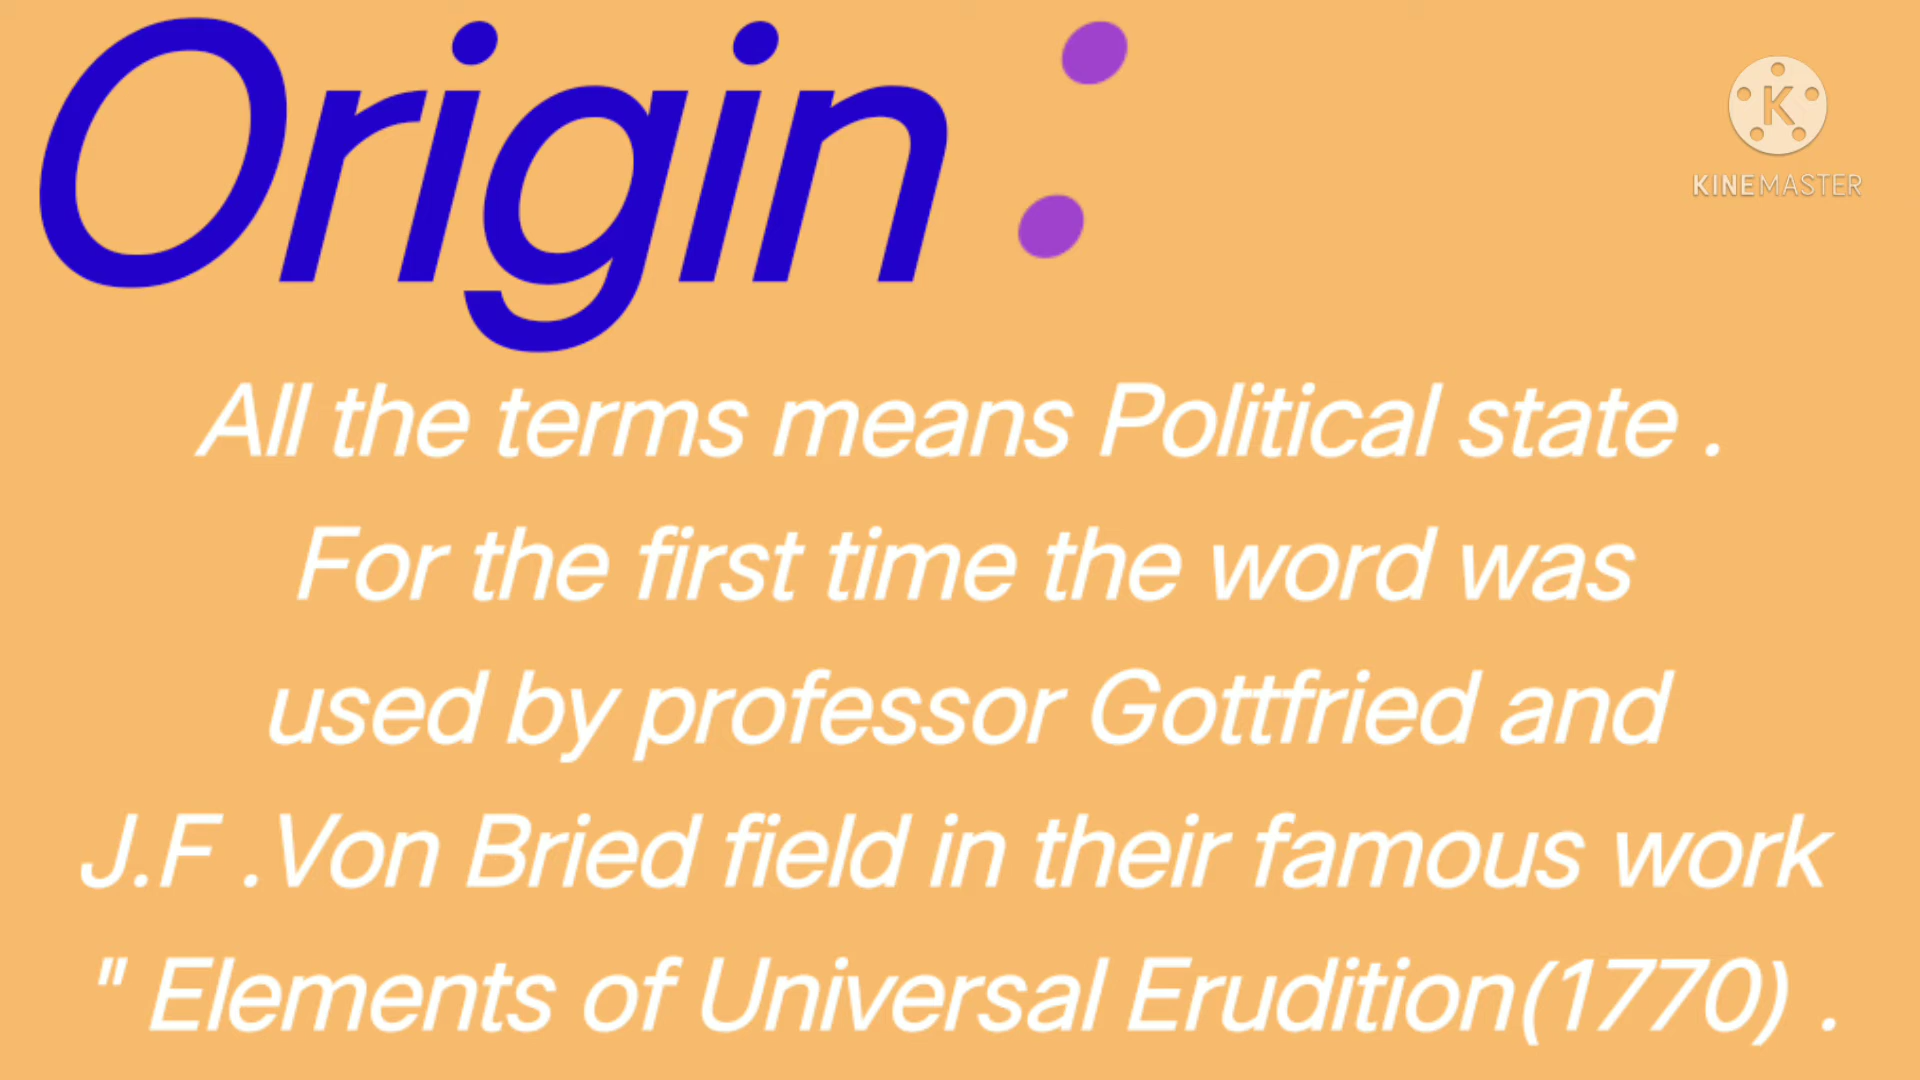 Origin :
K
KINEMASTER
All the terms means Political state .
For the first time the word was
used by professor Gottfried and
J.F .Von Bried field in their famous work
" Elements of Universal Erudition(1770) .